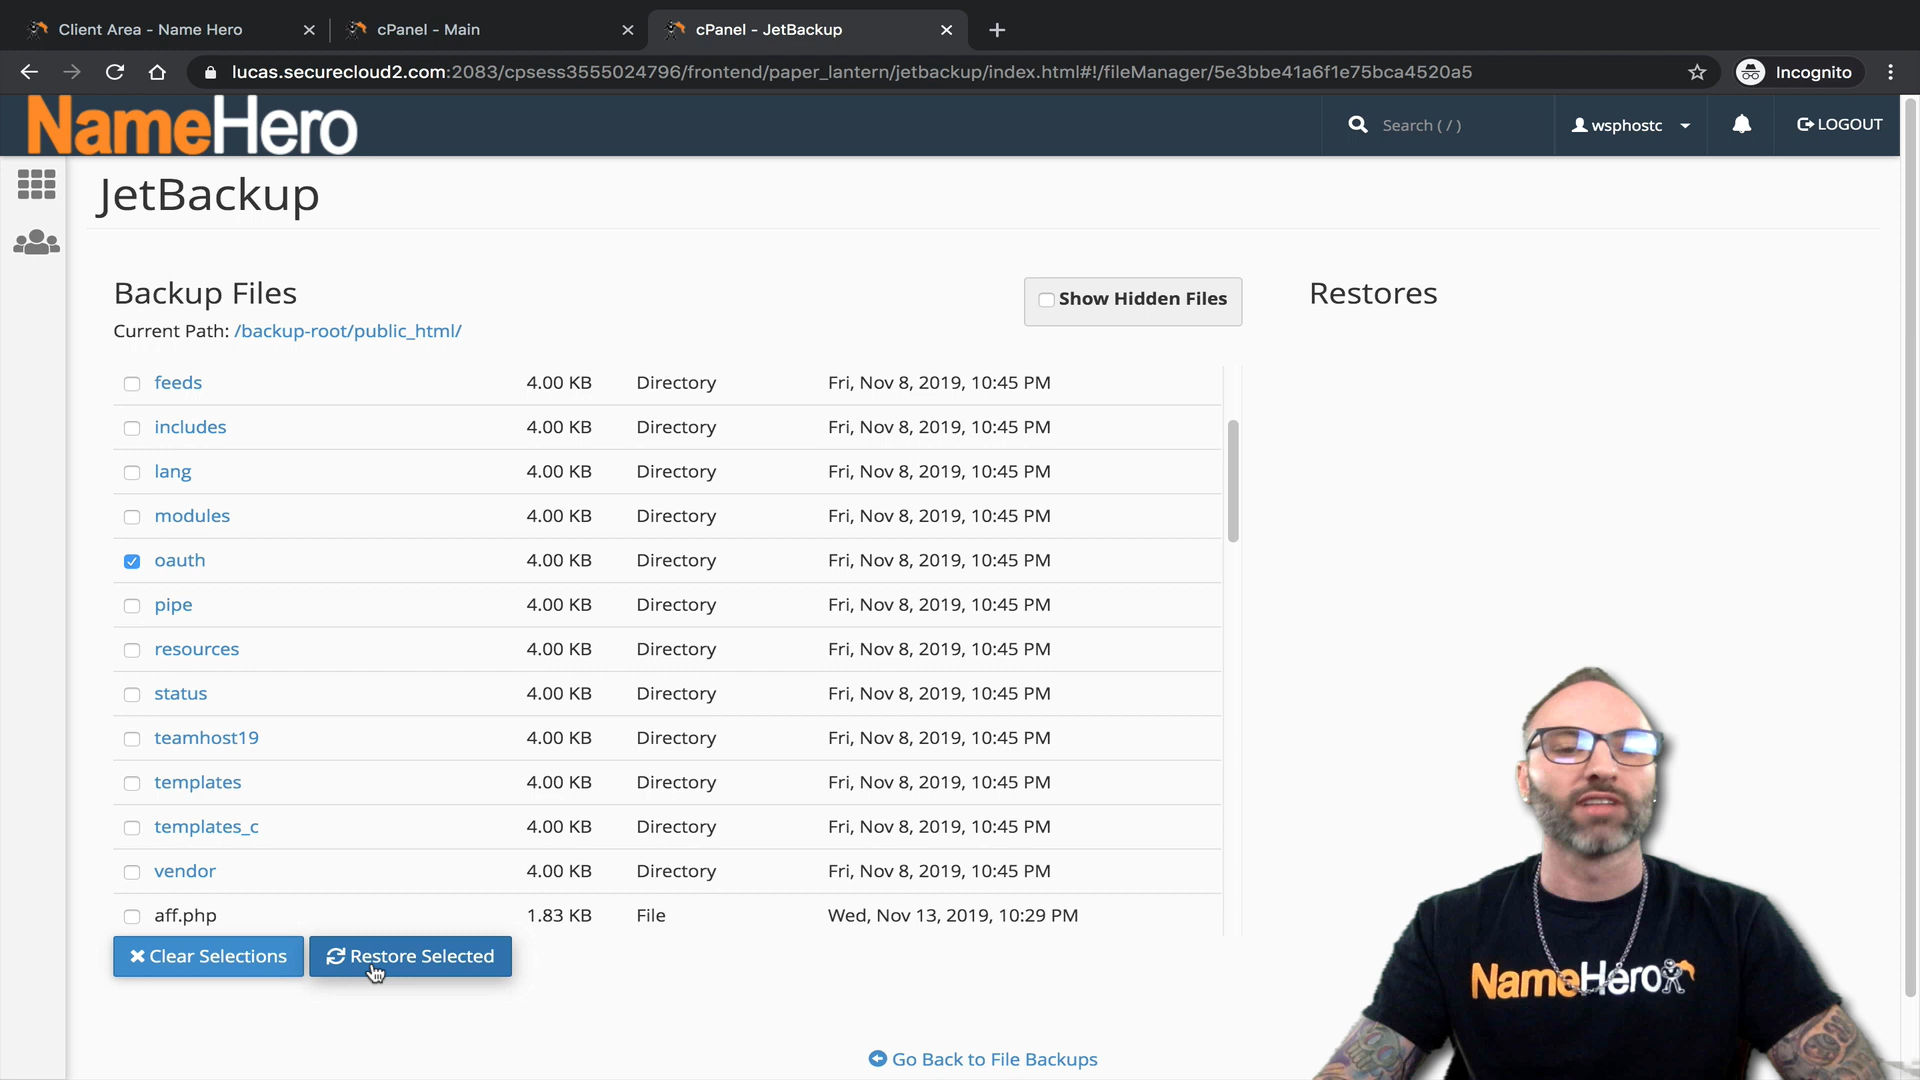 Client Area - Name Hero
cPanel - Main
cPanel - JetBackup
lucas.securecloud2.com:2083/cpsess3555024796/frontend/paper_lantern/jetbackup/index.html#!/fileManager/5e3bbe41a6f1e75bca4520a5
Incognito
NameHero
Search ( / )
wsphostc
LOGOUT
JetBackup
Backup Files
Show Hidden Files
Restores
Current Path: /backup-root/public_html/
feeds 4.00 KB Directory Fri, Nov 8, 2019, 10:45 PM
includes 4.00 KB Directory Fri, Nov 8, 2019, 10:45 PM
lang 4.00 KB Directory Fri, Nov 8, 2019, 10:45 PM
modules 4.00 KB Directory Fri, Nov 8, 2019, 10:45 PM
oauth 4.00 KB Directory Fri, Nov 8, 2019, 10:45 PM
pipe 4.00 KB Directory Fri, Nov 8, 2019, 10:45 PM
resources 4.00 KB Directory Fri, Nov 8, 2019, 10:45 PM
status 4.00 KB Directory Fri, Nov 8, 2019, 10:45 PM
teamhost19 4.00 KB Directory Fri, Nov 8, 2019, 10:45 PM
templates 4.00 KB Directory Fri, Nov 8, 2019, 10:45 PM
templates_c 4.00 KB Directory Fri, Nov 8, 2019, 10:45 PM
vendor 4.00 KB Directory Fri, Nov 8, 2019, 10:45 PM
aff.php 1.83 KB File Wed, Nov 13, 2019, 10:29 PM
Clear Selections
Restore Selected
NameHero
Go Back to File Backups